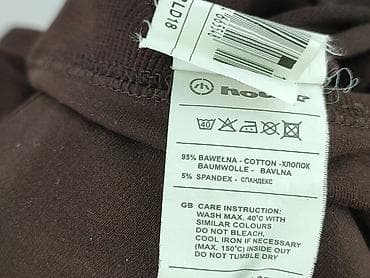 LD18
40
95% BAWEŁNA - COTTON - ХЛОПОК
BAUMWOLLE - BAVLNA
5% SPANDEX - СПАНДЕКС
GB CARE INSTRUCTION:
WASH MAX. 40°C WITH
SIMILAR COLOURS
DO NOT BLEACH,
COOL IRON IF NECESSARY
(MAX. 150°C) INSIDE OUT
DO NOT TUMBLE DRY